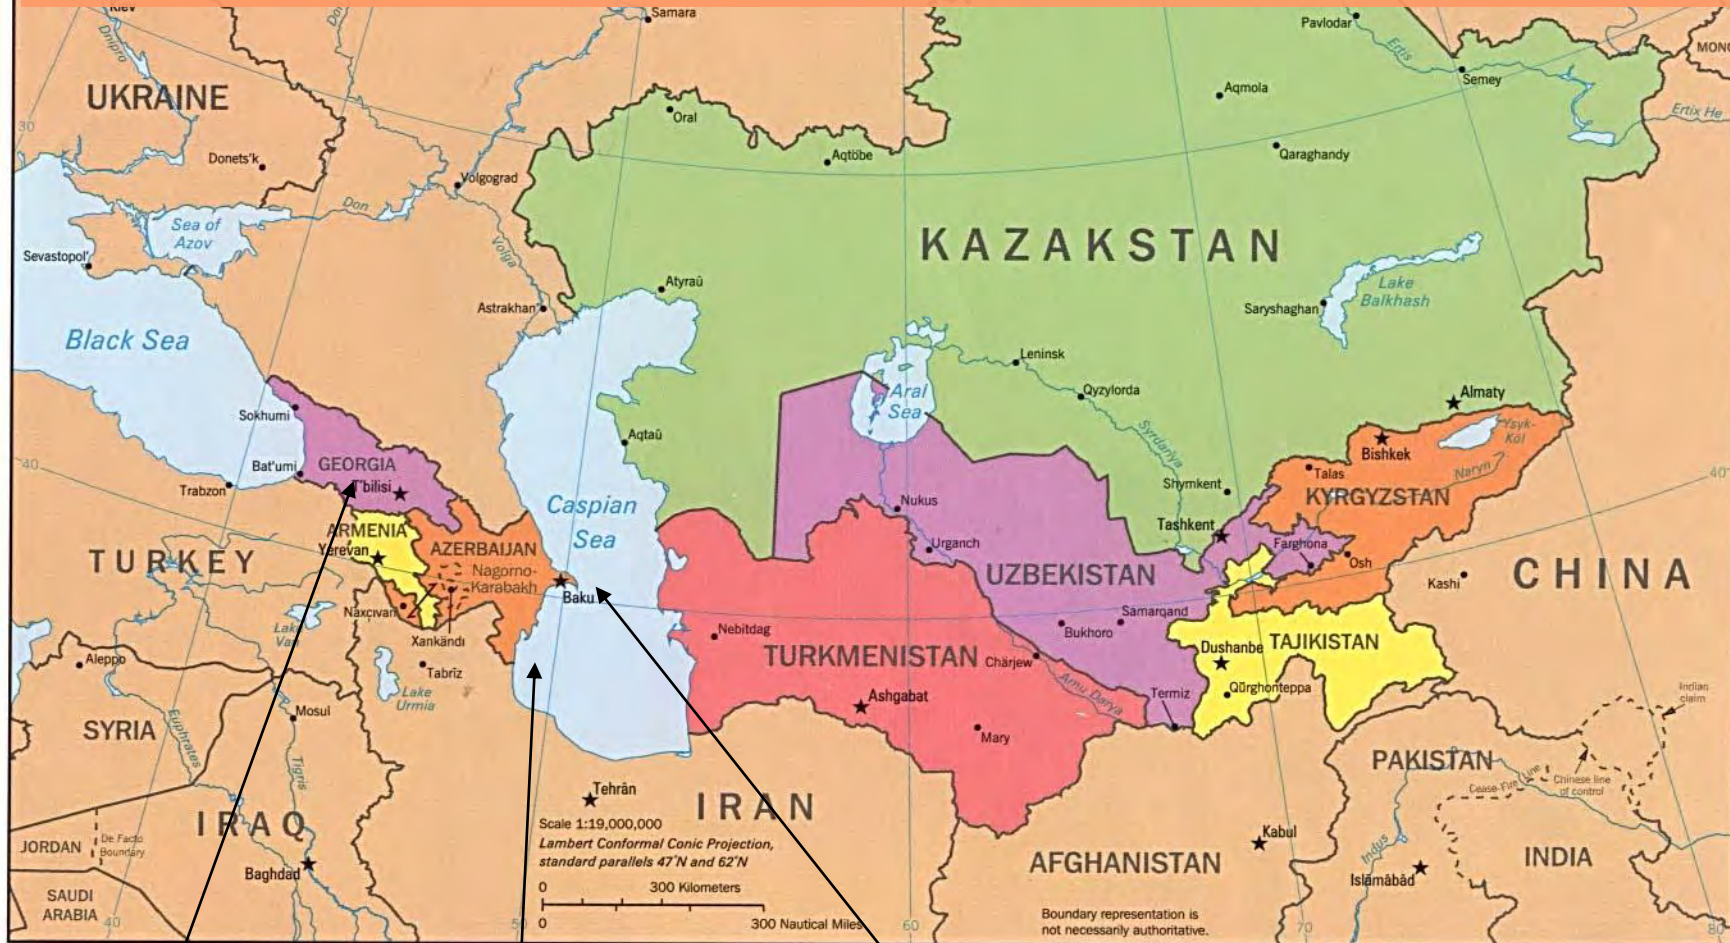 Kiev
Samara
Pavlodar
Dnipro
Ertis
MONG
Semey
Aqmola
UKRAINE
Oral
Ertix He
30
Donets'k
Aqtöbe
Qaraghandy
Volgograd
Don
Sea of
Azov
Volga
KAZAKSTAN
Sevastopol'
Atyraū
Lake
Balkhash
Astrakhan'
Saryshaghan
Black Sea
Leninsk
Aral
Sea
Qyzylorda
Almaty
Sokhumi
Aqtaū
Syrdariya
Ysyk-
Köl
Bishkek
40
Bat'umi
GEORGIA
T'bilisi
Talas
Naryn
40
Trabzon
Caspian
Sea
Nukus
Shymkent
KYRGYZSTAN
ARMENIA
Yerevan
AZERBAIJAN
Tashkent
Farghona
TURKEY
Urganch
Osh
Nagorno-
Karabakh
UZBEKISTAN
Kashi
CHINA
Baku
Naxçıvan
Samarqand
Bukhoro
Lake
Van
Xankändi
Nebitdag
Dushanbe
TAJIKISTAN
Aleppo
Tabrīz
TURKMENISTAN
Chärjew
Lake
Urmia
Amu Darya
Termiz
Qŭrghonteppa
Ashgabat
Indian
claim
Mosul
SYRIA
Euphrates
Mary
PAKISTAN
Tigris
Cease-Fire Line
Chinese line
of control
Tehrān
IRAN
IRAQ
Scale 1:19,000,000
Lambert Conformal Conic Projection,
standard parallels 47°N and 62°N
JORDAN
De Facto
Boundary
Kabul
Indus
AFGHANISTAN
INDIA
Baghdad
Islāmābād
0
300 Kilometers
SAUDI
ARABIA
Boundary representation is
not necessarily authoritative.
40
50
0
300 Nautical Miles
60
70
80